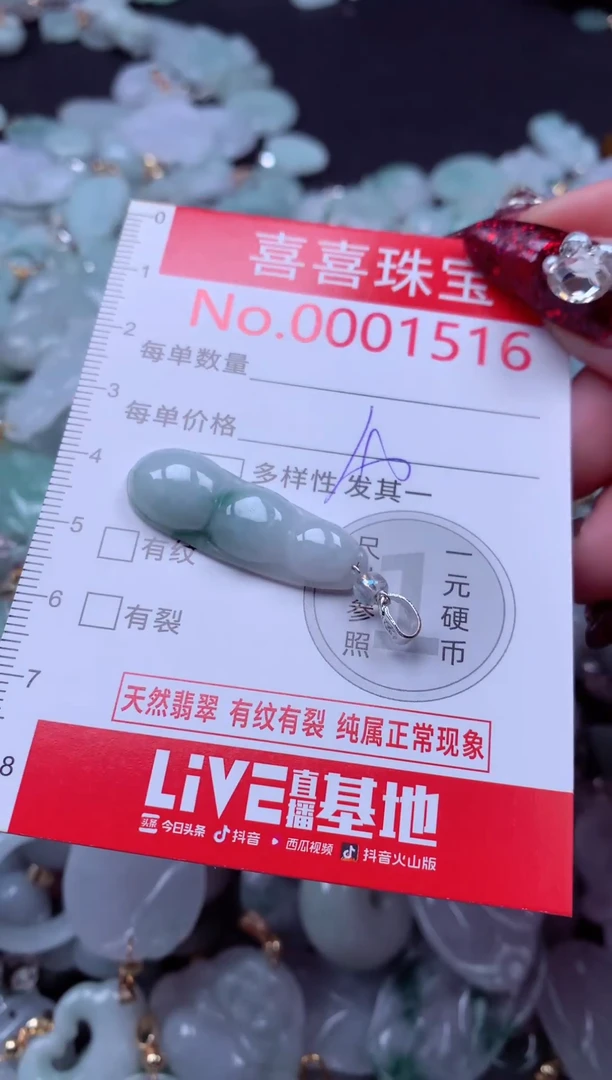 0
喜喜珠宝
1
No.0001516
2
每单数量
3
每单价格
A
4
多样性 发其一
5
有纹
尺
一
元
6
有裂
参
硬
照
1
币
7
天然翡翠 有纹有裂 纯属正常现象
8
LiVE直播基地
头条 今日头条 抖音 西瓜视频 抖音火山版